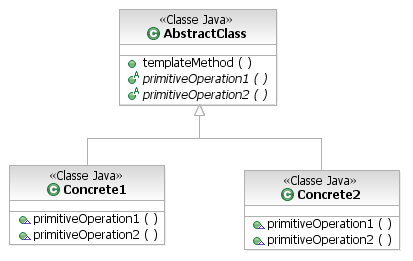 «Classe Java»
AbstractClass
templateMethod ( )
primitiveOperation1 ( )
primitiveOperation2 ( )
«Classe Java»
Concrete1
primitiveOperation1 ( )
primitiveOperation2 ( )
«Classe Java»
Concrete2
primitiveOperation1 ( )
primitiveOperation2 ( )